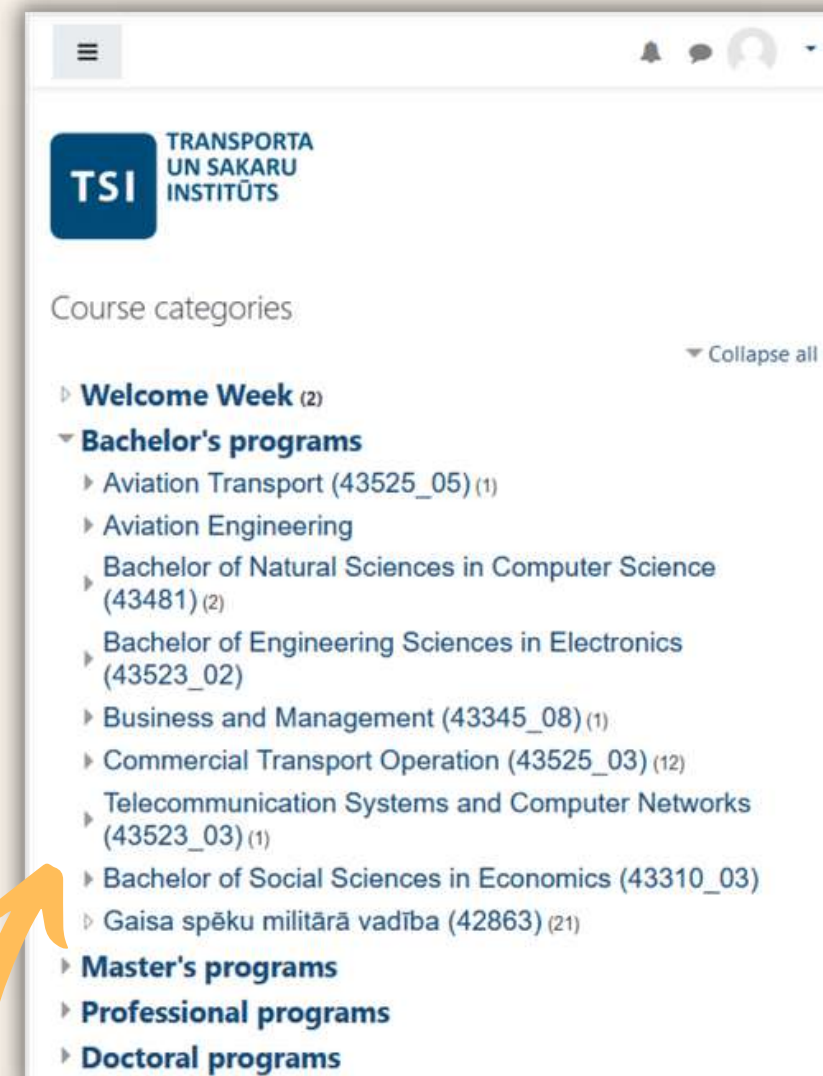 TSI
TRANSPORTA
UN SAKARU
INSTITŪTS
Course categories
Collapse all
Welcome Week (2)
Bachelor's programs
Aviation Transport (43525_05) (1)
Aviation Engineering
Bachelor of Natural Sciences in Computer Science
(43481) (2)
Bachelor of Engineering Sciences in Electronics
(43523_02)
Business and Management (43345_08) (1)
Commercial Transport Operation (43525_03) (12)
Telecommunication Systems and Computer Networks
(43523_03) (1)
Bachelor of Social Sciences in Economics (43310_03)
Gaisa spēku militārā vadība (42863) (21)
Master's programs
Professional programs
Doctoral programs